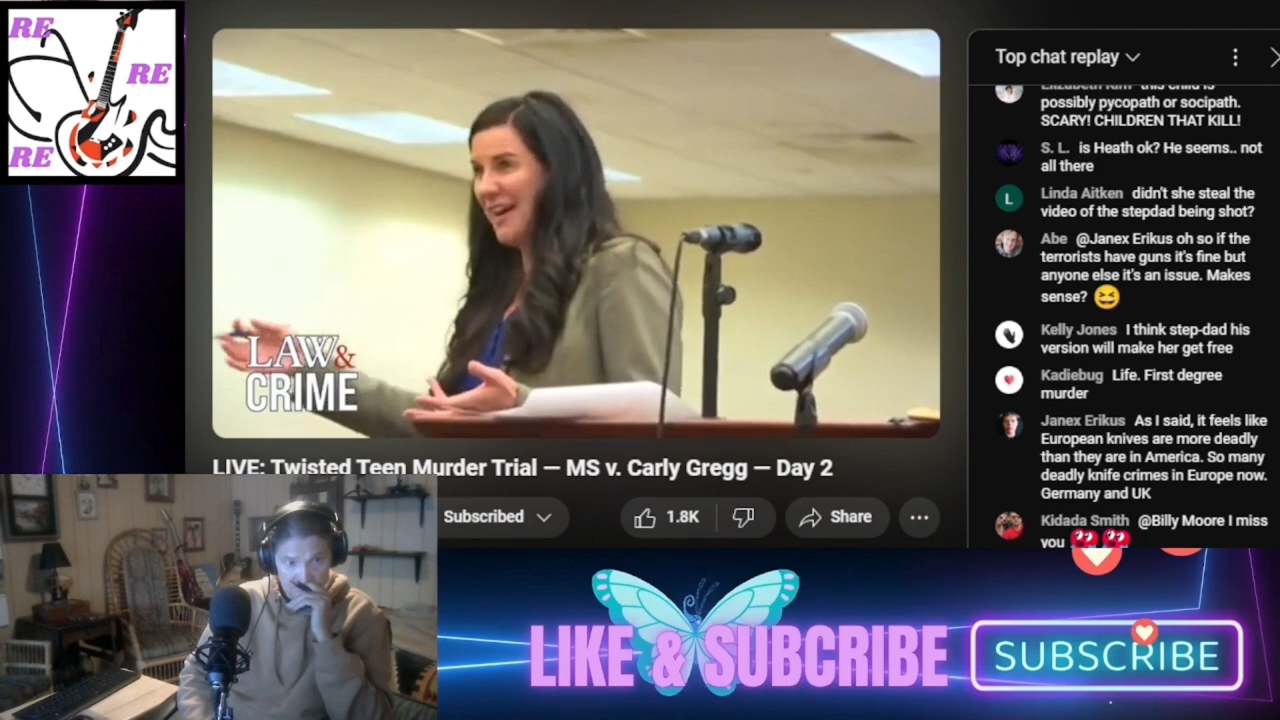 RE
RE
RE
LAW&
CRIME
LIVE: Twisted Teen Murder Trial — MS v. Carly Gregg — Day 2
Subscribed
1.8K
Share
Top chat replay
Elizabeth Kim this child is
possibly pycopath or socipath.
SCARY! CHILDREN THAT KILL!
S. L. is Heath ok? He seems.. not
all there
L
Linda Aitken didn't she steal the
video of the stepdad being shot?
Abe @Janex Erikus oh so if the
terrorists have guns it's fine but
anyone else it's an issue. Makes
sense? 😆
Kelly Jones I think step-dad his
version will make her get free
Kadiebug Life. First degree
murder
Janex Erikus As I said, it feels like
European knives are more deadly
than they are in America. So many
deadly knife crimes in Europe now.
Germany and UK
Kidada Smith @Billy Moore I miss
you
LIKE & SUBCRIBE
SUBSCRIBE